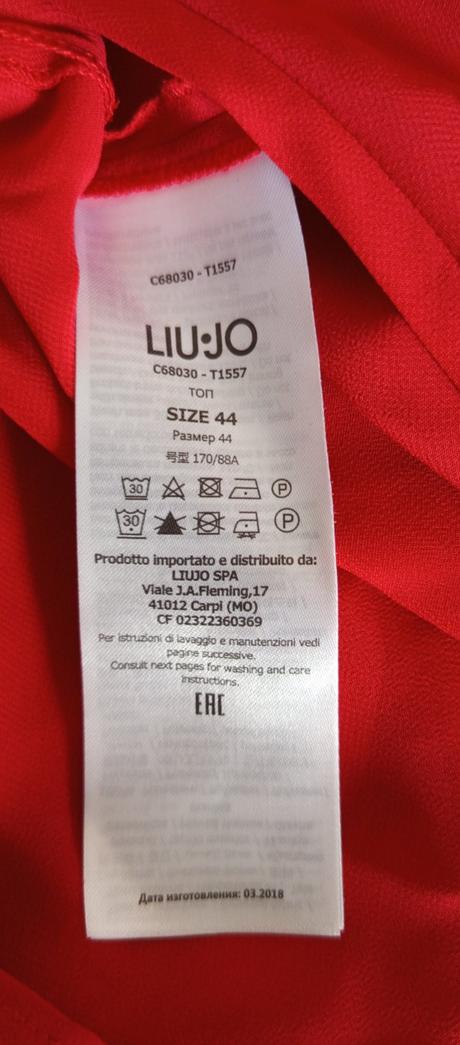 C68030 - T1557
LIU·JO
C68030 - T1557
ТОП
SIZE 44
Размер 44
号型 170/88A
30 P
30 P
Prodotto importato e distribuito da:
LIUJO SPA
Viale J.A.Fleming,17
41012 Carpi (MO)
CF 02322360369
Per istruzioni di lavaggio e manutenzioni vedi
pagine successive.
Consult next pages for washing and care
instructions.
EAC
Дата изготовления: 03.2018